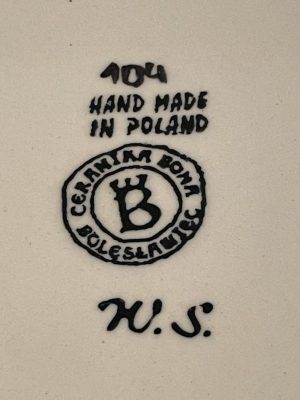 104
HAND MADE
IN POLAND
CERAMIKA BONA
B
BOLESŁAWIEC
W. S.